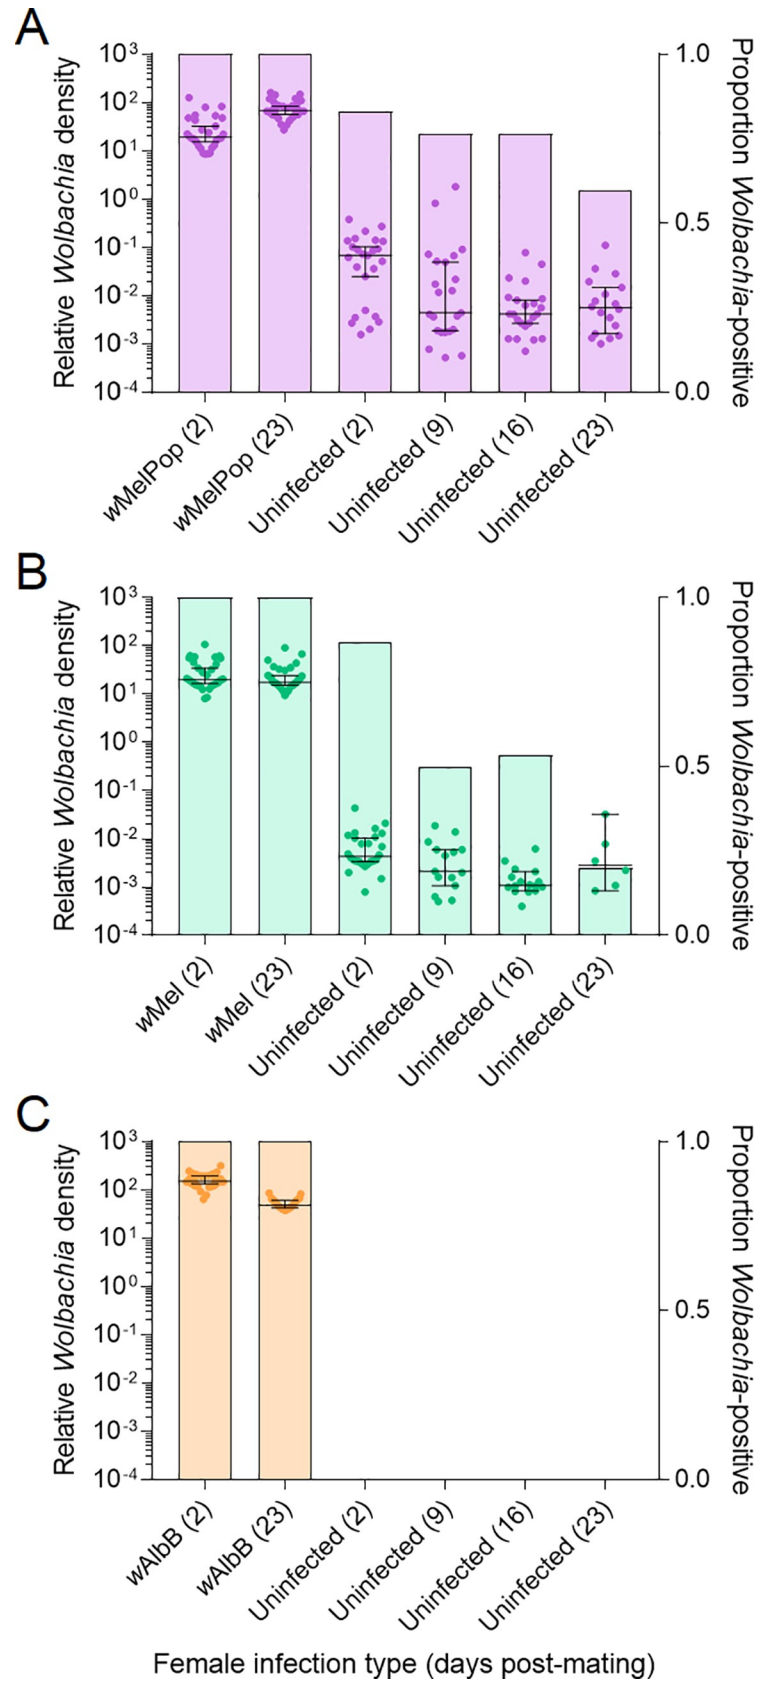 A
Relative Wolbachia density
10³
10²
10¹
10⁰
10⁻¹
10⁻²
10⁻³
10⁻⁴
1.0
0.5
0.0
Proportion Wolbachia-positive
wMelPop (2)
wMelPop (23)
Uninfected (2)
Uninfected (9)
Uninfected (16)
Uninfected (23)
B
Relative Wolbachia density
10³
10²
10¹
10⁰
10⁻¹
10⁻²
10⁻³
10⁻⁴
1.0
0.5
0.0
Proportion Wolbachia-positive
wMel (2)
wMel (23)
Uninfected (2)
Uninfected (9)
Uninfected (16)
Uninfected (23)
C
Relative Wolbachia density
10³
10²
10¹
10⁰
10⁻¹
10⁻²
10⁻³
10⁻⁴
1.0
0.5
0.0
Proportion Wolbachia-positive
wAlbB (2)
wAlbB (23)
Uninfected (2)
Uninfected (9)
Uninfected (16)
Uninfected (23)
Female infection type (days post-mating)